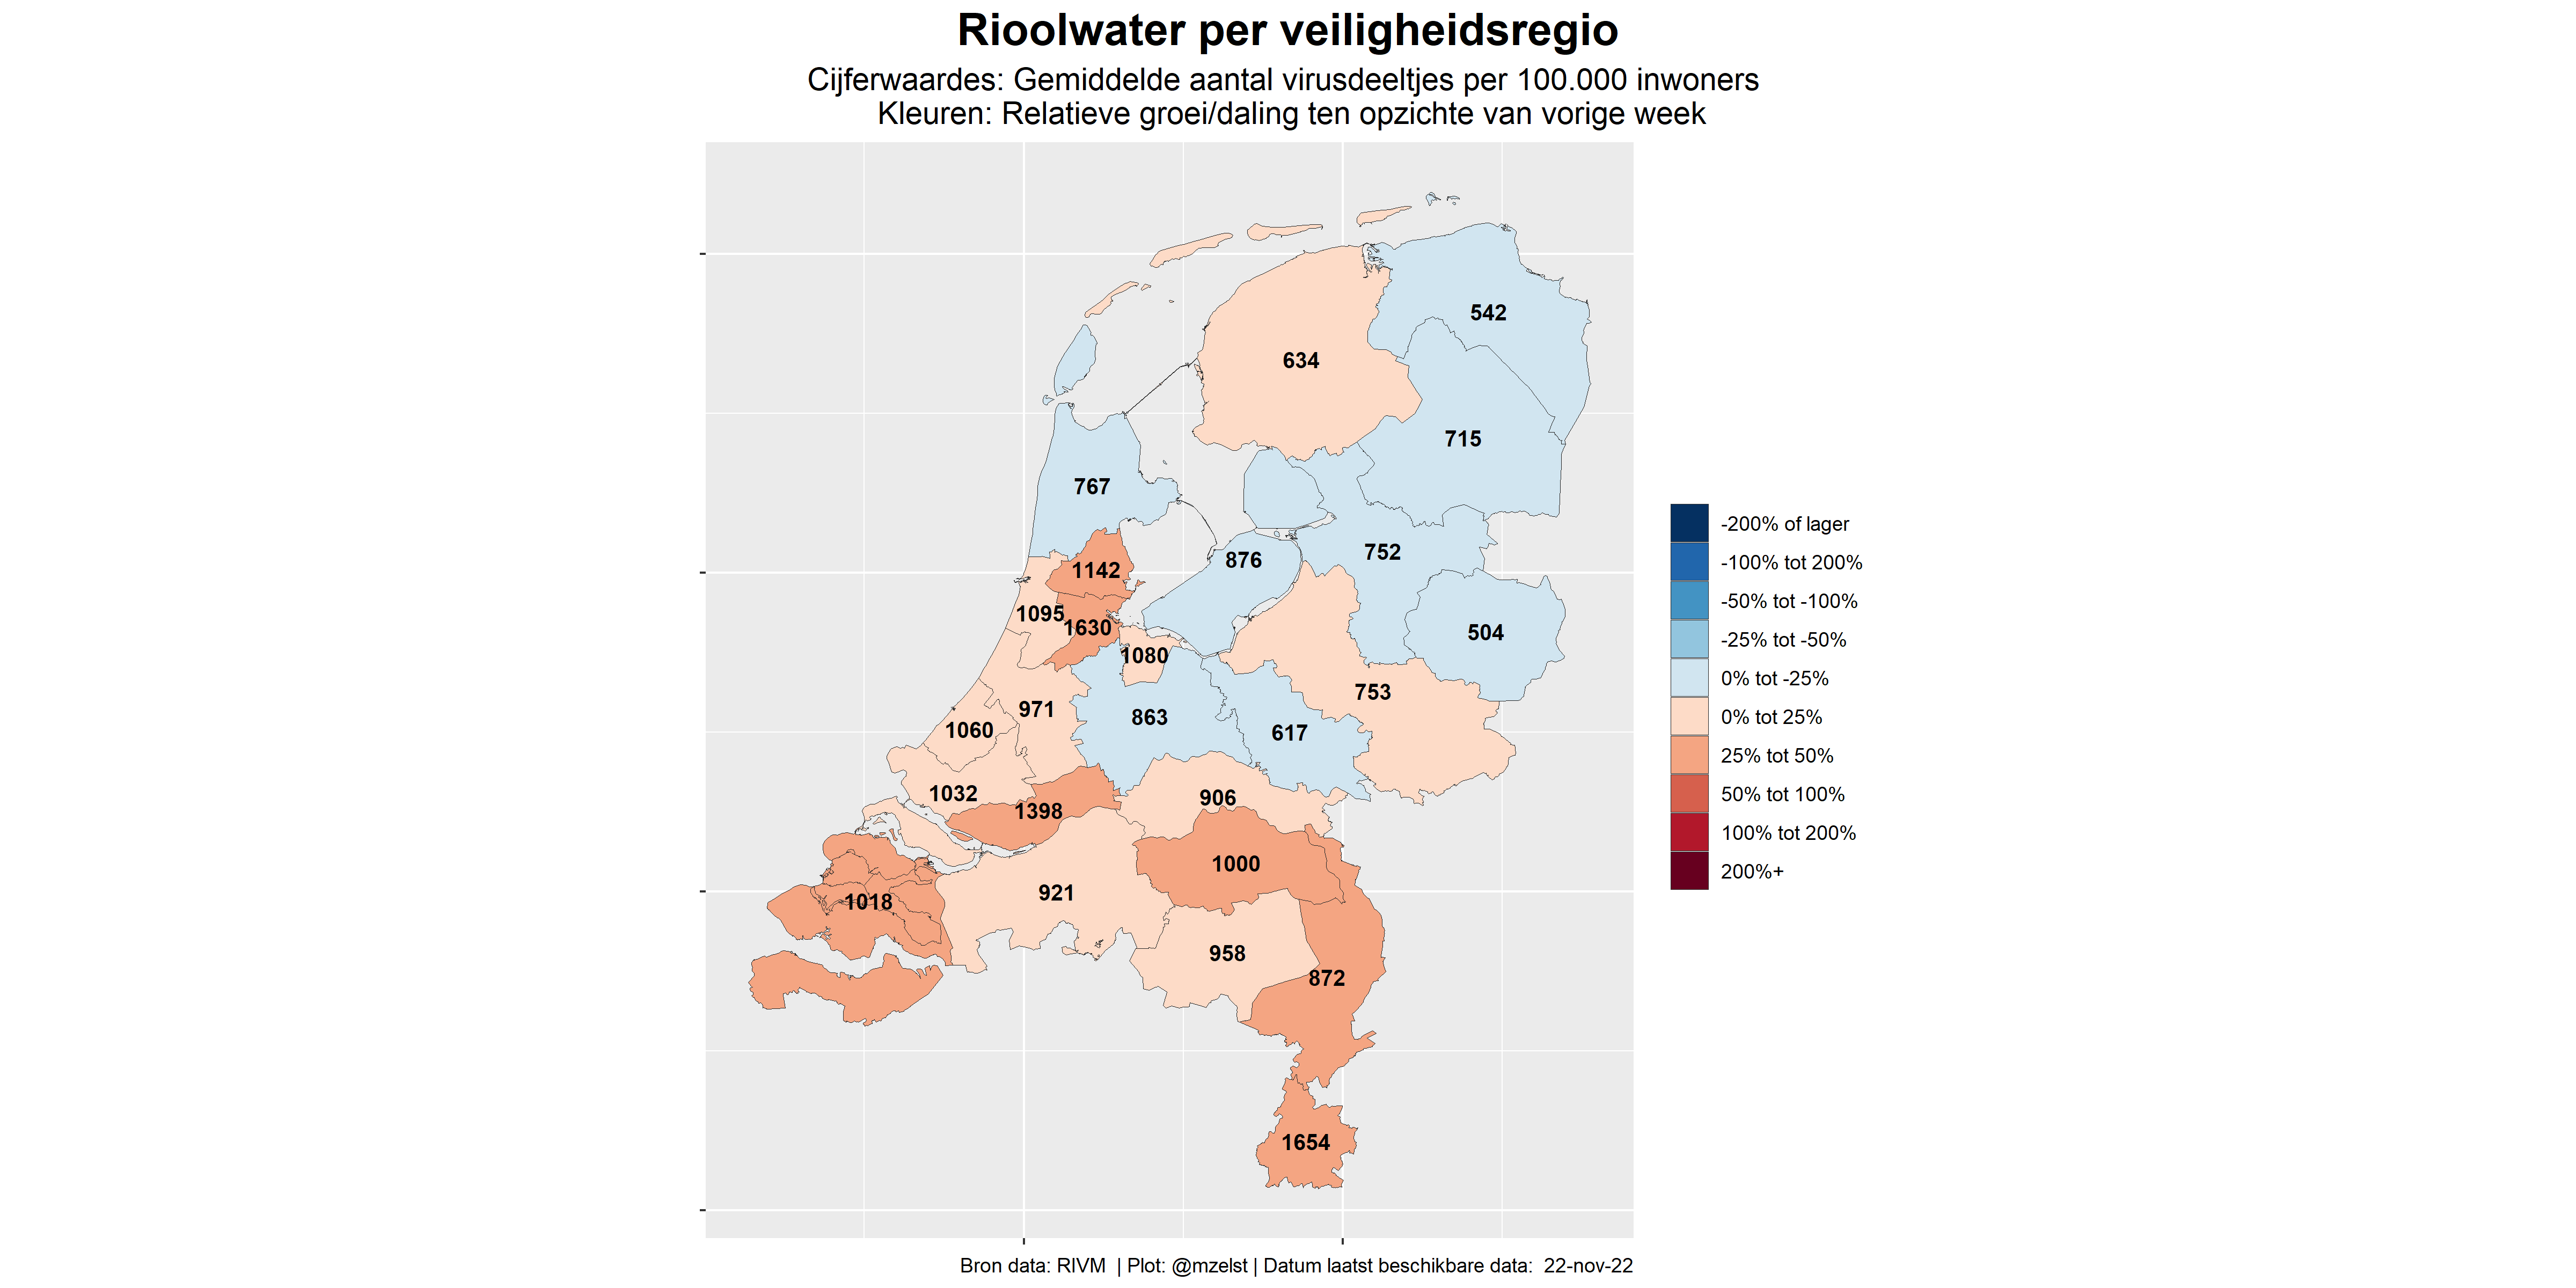 Rioolwater per veiligheidsregio
Cijferwaardes: Gemiddelde aantal virusdeeltjes per 100.000 inwoners
Kleuren: Relatieve groei/daling ten opzichte van vorige week
542
634
715
767
752
876
1142
1095
1630
504
1080
753
971
863
1060
617
1032
906
1398
1000
921
1018
958
872
1654
-200% of lager
-100% tot 200%
-50% tot -100%
-25% tot -50%
0% tot -25%
0% tot 25%
25% tot 50%
50% tot 100%
100% tot 200%
200%+
Bron data: RIVM | Plot: @mzelst | Datum laatst beschikbare data: 22-nov-22